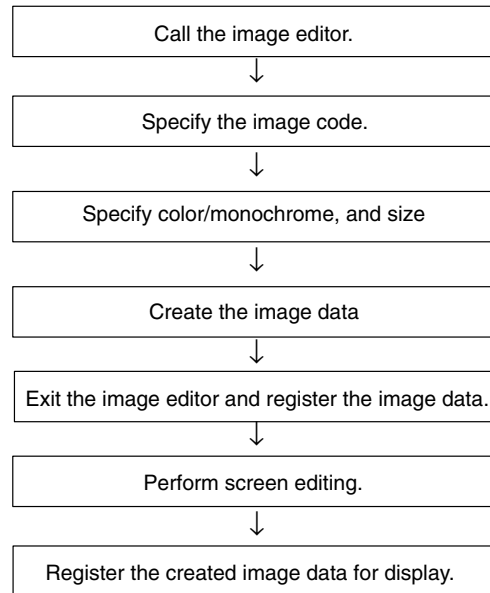 Call the image editor.
Specify the image code.
Specify color/monochrome, and size
Create the image data
Exit the image editor and register the image data.
Perform screen editing.
Register the created image data for display.